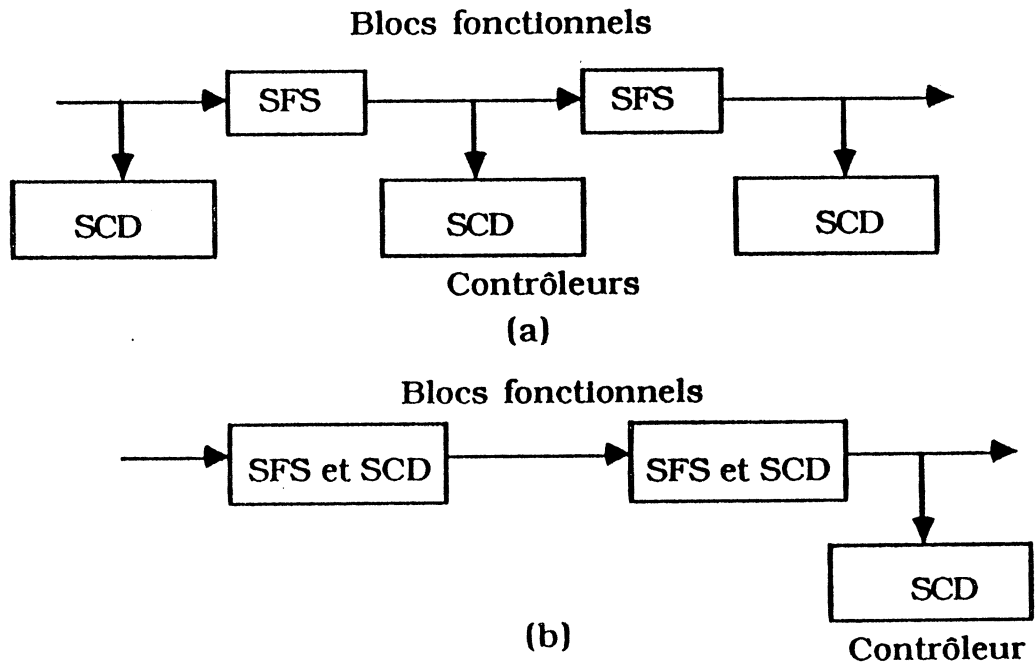 Blocs fonctionnels
SFS
SFS
SCD
SCD
SCD
Contrôleurs
(a)
Blocs fonctionnels
SFS et SCD
SFS et SCD
SCD
(b)
Contrôleur